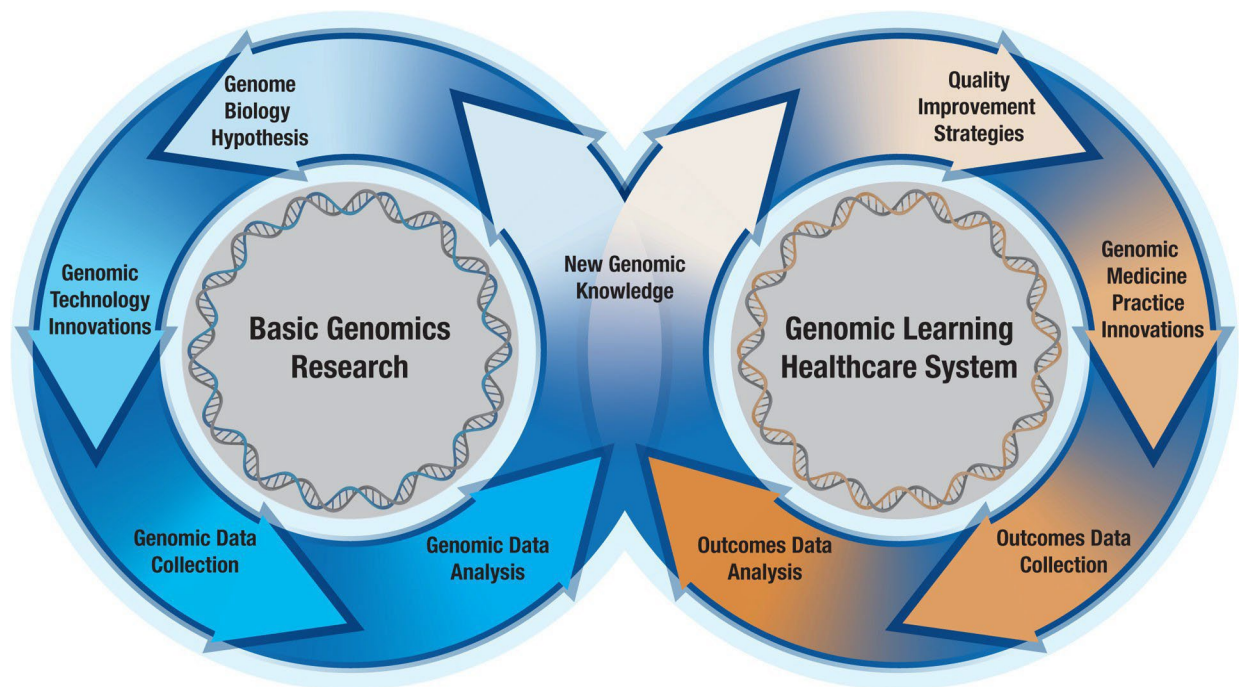 Genome
Biology
Hypothesis
Genomic
Technology
Innovations
Genomic Data
Collection
Genomic Data
Analysis
Basic Genomics
Research
New Genomic
Knowledge
Quality
Improvement
Strategies
Genomic
Medicine
Practice
Innovations
Outcomes Data
Collection
Outcomes Data
Analysis
Genomic Learning
Healthcare System